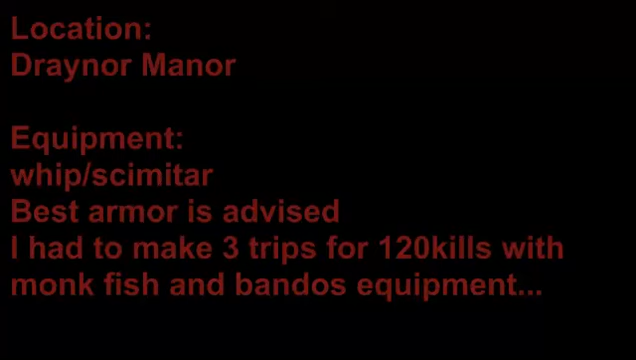 Location:
Draynor Manor
Equipment:
whip/scimitar
Best armor is advised
I had to make 3 trips for 120kills with
monk fish and bandos equipment...